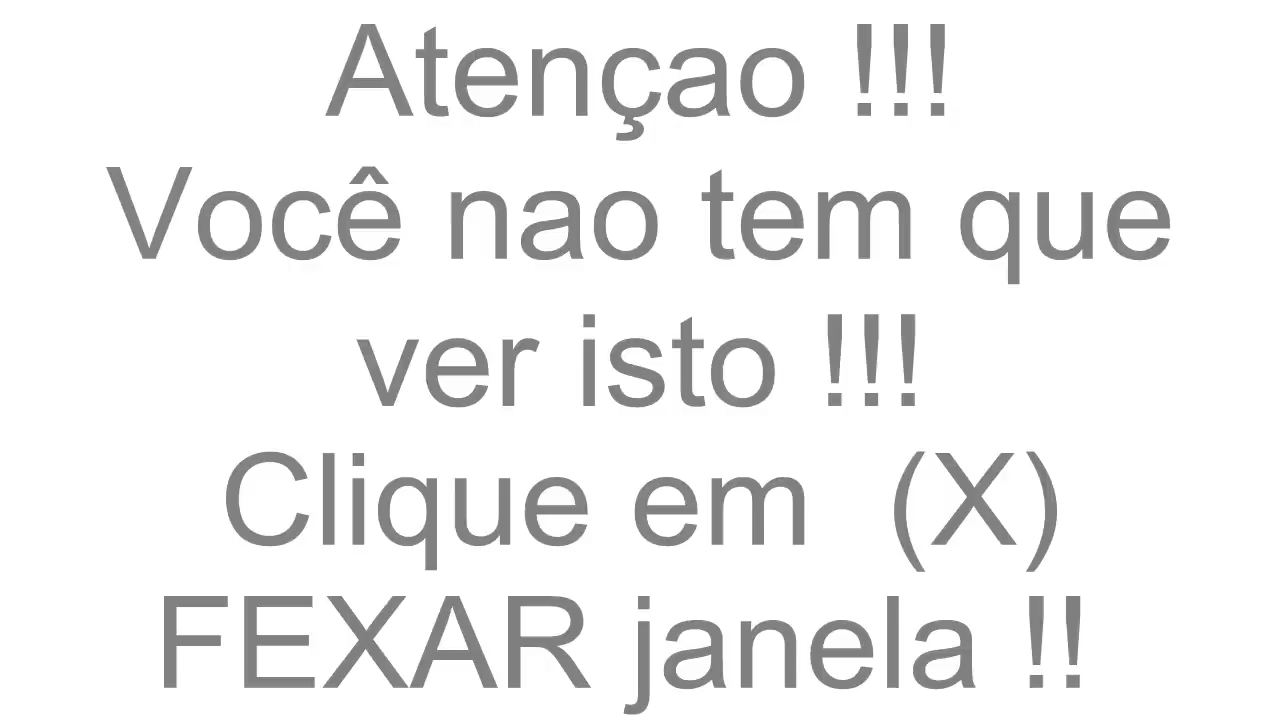 Atençao !!!
Você nao tem que
ver isto !!!
Clique em  (X)
FEXAR janela !!